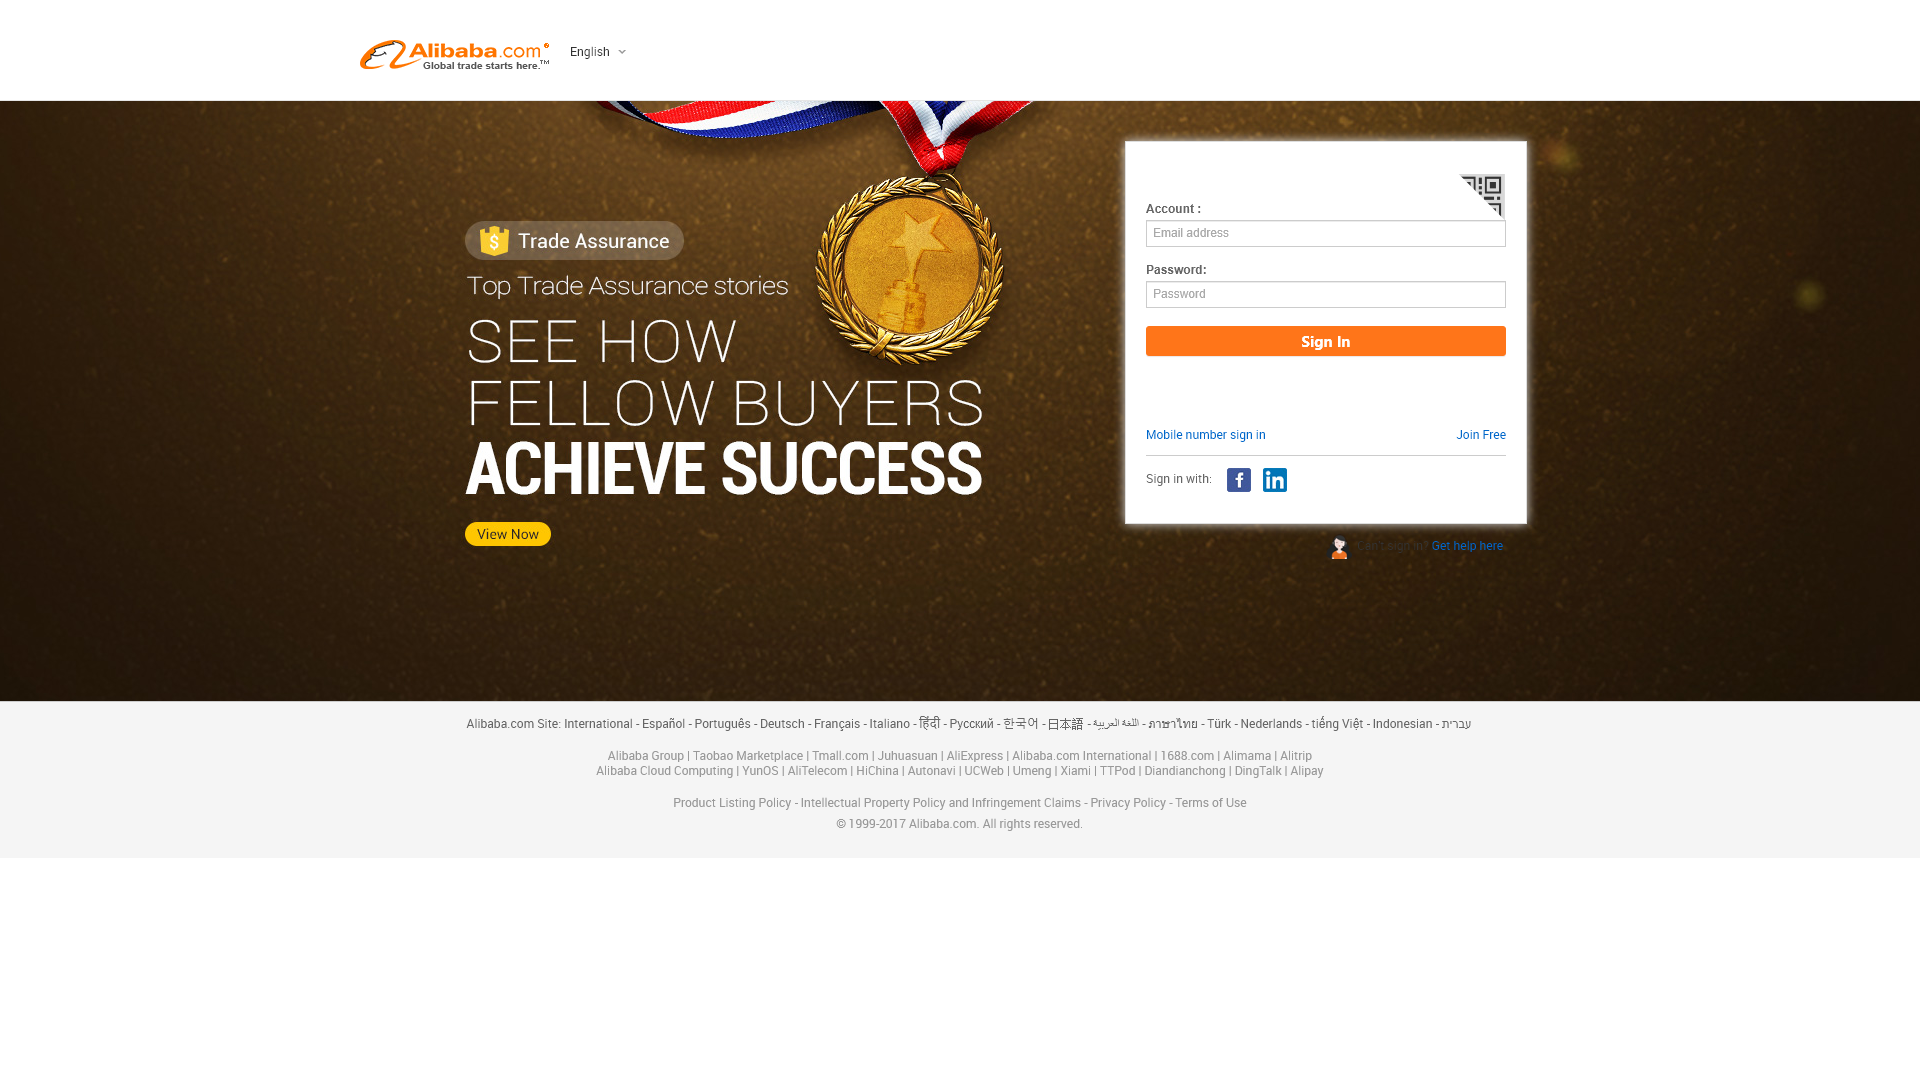 Alibaba.com®
Global trade starts here.™
English
Trade Assurance
Top Trade Assurance stories
SEE HOW
FELLOW BUYERS
ACHIEVE SUCCESS
View Now
Account :
Email address
Password:
Password
Sign In
Mobile number sign in
Join Free
Sign in with:
Can't sign in? Get help here
Alibaba.com Site: International - Español - Português - Deutsch - Français - Italiano - हिंदी - Русский - 한국어 - 日本語 - اللغة العربية - ภาษาไทย - Türk - Nederlands - tiếng Việt - Indonesian - עברית
Alibaba Group | Taobao Marketplace | Tmall.com | Juhuasuan | AliExpress | Alibaba.com International | 1688.com | Alimama | Alitrip
Alibaba Cloud Computing | YunOS | AliTelecom | HiChina | Autonavi | UCWeb | Umeng | Xiami | TTPod | Diandianchong | DingTalk | Alipay
Product Listing Policy - Intellectual Property Policy and Infringement Claims - Privacy Policy - Terms of Use
© 1999-2017 Alibaba.com. All rights reserved.